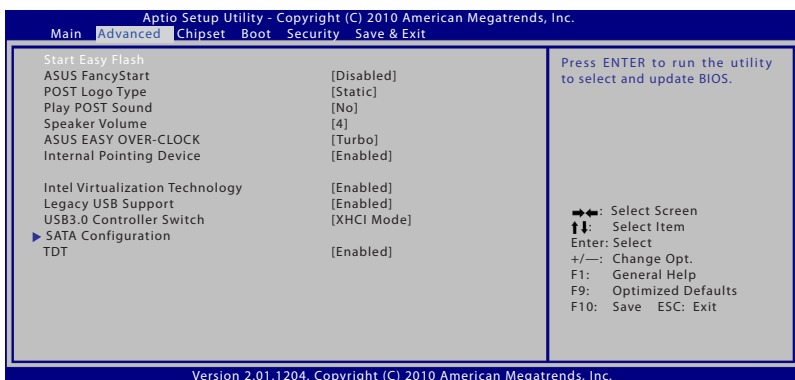 Aptio Setup Utility - Copyright (C) 2010 American Megatrends, Inc.
Main Advanced Chipset Boot Security Save & Exit
Start Easy Flash
ASUS FancyStart [Disabled]
POST Logo Type [Static]
Play POST Sound [No]
Speaker Volume [4]
ASUS EASY OVER-CLOCK [Turbo]
Internal Pointing Device [Enabled]
Intel Virtualization Technology [Enabled]
Legacy USB Support [Enabled]
USB3.0 Controller Switch [XHCI Mode]
SATA Configuration
TDT [Enabled]
Press ENTER to run the utility
to select and update BIOS.
→←: Select Screen
↑↓: Select Item
Enter: Select
+/—: Change Opt.
F1: General Help
F9: Optimized Defaults
F10: Save ESC: Exit
Version 2.01.1204. Copyright (C) 2010 American Megatrends, Inc.